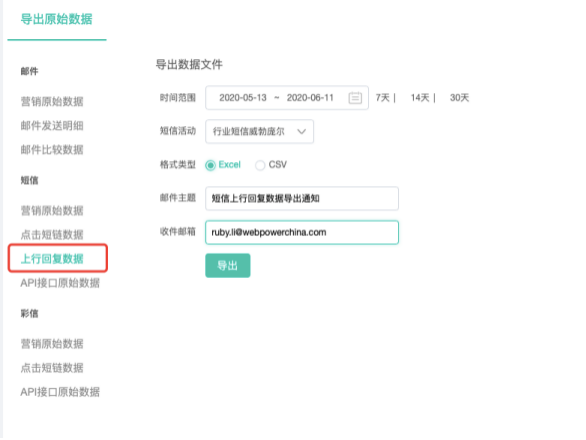 导出原始数据
邮件
营销原始数据
邮件发送明细
邮件比较数据
短信
营销原始数据
点击短链数据
上行回复数据
API接口原始数据
彩信
营销原始数据
点击短链数据
API接口原始数据
导出数据文件
时间范围 2020-05-13 ~ 2020-06-11 7天 | 14天 | 30天
短信活动 行业短信威勃庞尔
格式类型 Excel CSV
邮件主题 短信上行回复数据导出通知
收件邮箱 ruby.li@webpowerchina.com
导出